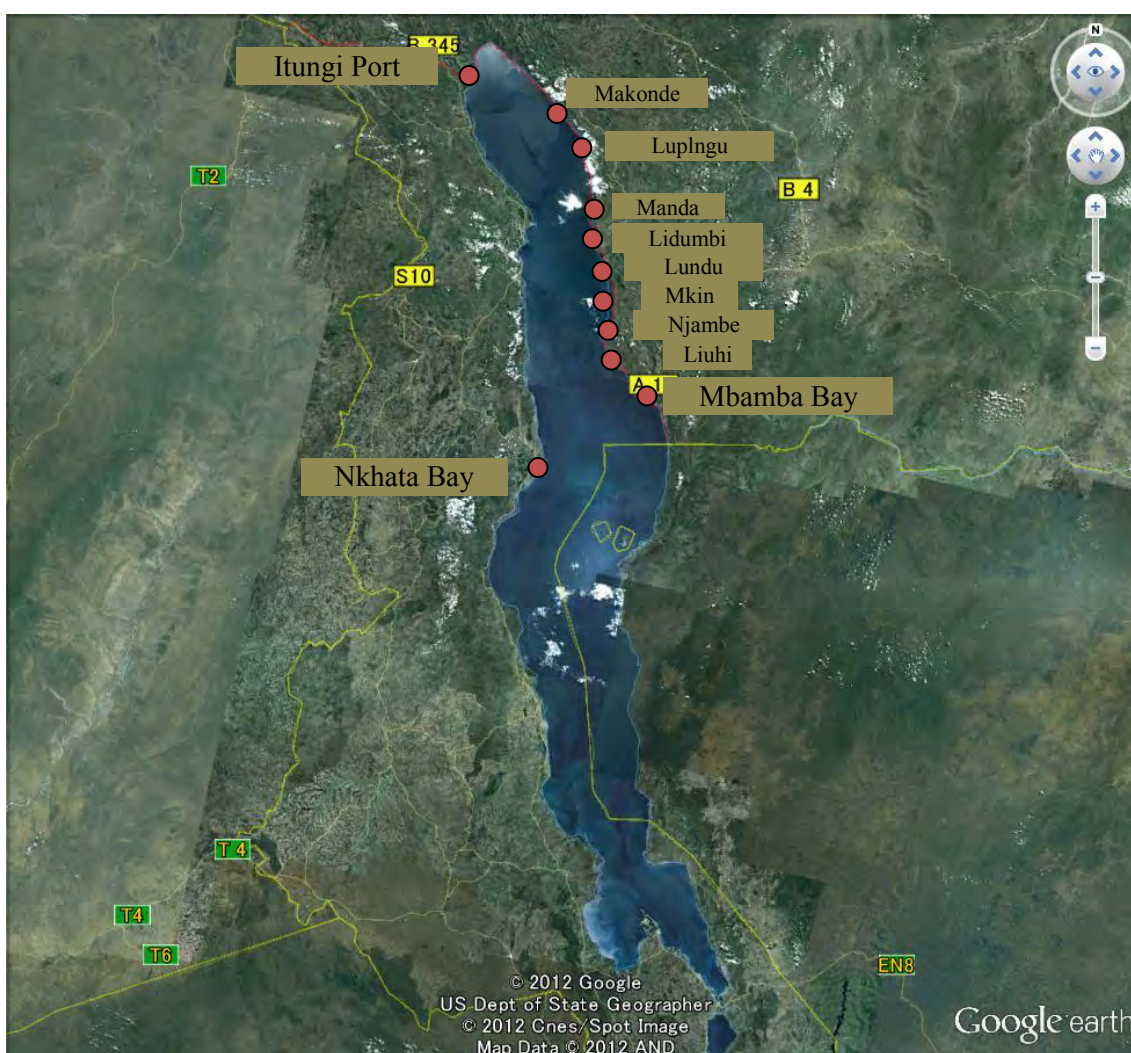 N
B 345
Itungi Port
Makonde
Luplngu
T2
B 4
Manda
Lidumbi
Lundu
S10
Mkin
Njambe
Liuhi
A 1
Mbamba Bay
Nkhata Bay
T 4
T4
T6
EN8
© 2012 Google
US Dept of State Geographer
© 2012 Cnes/Spot Image
Map Data © 2012 AND
Google earth